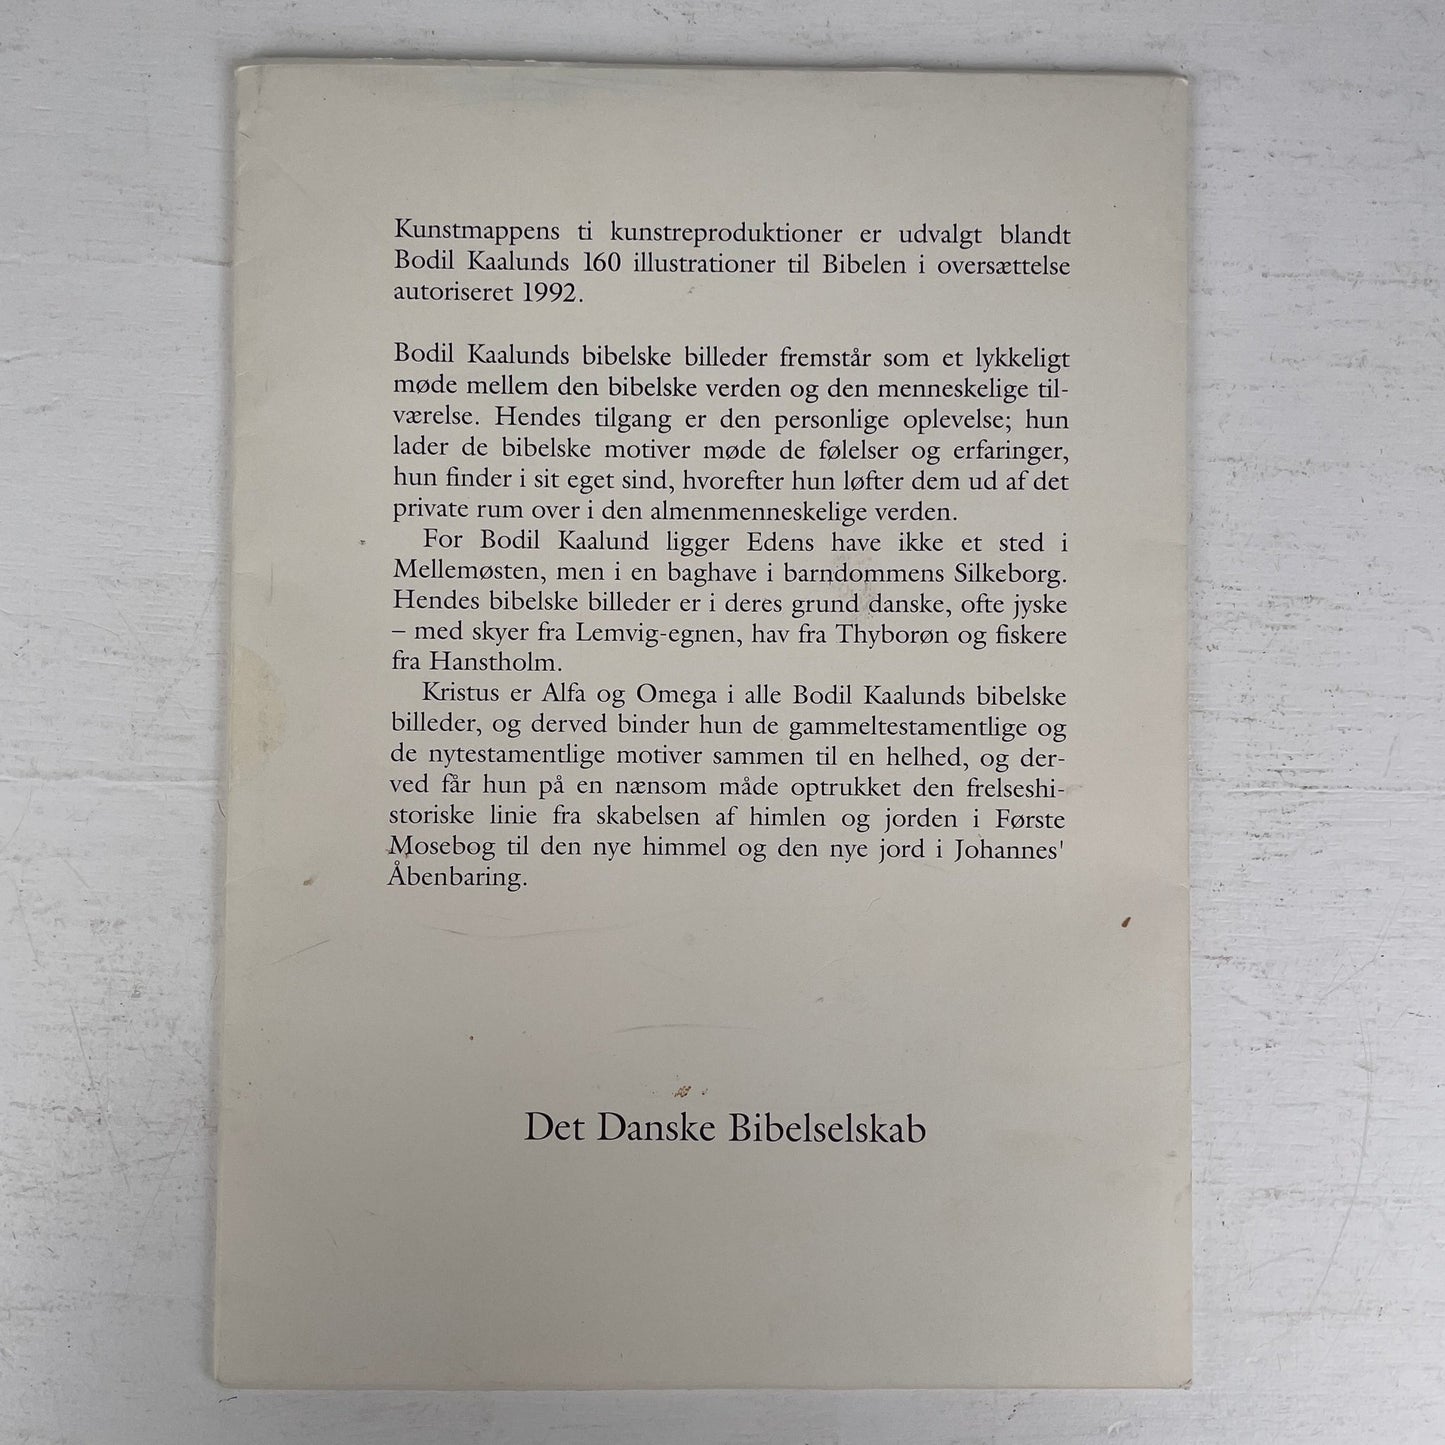 Kunstmappens ti kunstreproduktioner er udvalgt blandt
Bodil Kaalunds 160 illustrationer til Bibelen i oversættelse
autoriseret 1992.
Bodil Kaalunds bibelske billeder fremstår som et lykkeligt
møde mellem den bibelske verden og den menneskelige til-
værelse. Hendes tilgang er den personlige oplevelse; hun
lader de bibelske motiver møde de følelser og erfaringer,
hun finder i sit eget sind, hvorefter hun løfter dem ud af det
private rum over i den almenmenneskelige verden.
For Bodil Kaalund ligger Edens have ikke et sted i
Mellemøsten, men i en baghave i barndommens Silkeborg.
Hendes bibelske billeder er i deres grund danske, ofte jyske
– med skyer fra Lemvig-egnen, hav fra Thyborøn og fiskere
fra Hanstholm.
Kristus er Alfa og Omega i alle Bodil Kaalunds bibelske
billeder, og derved binder hun de gammeltestamentlige og
de nytestamentlige motiver sammen til en helhed, og der-
ved får hun på en nænsom måde optrukket den frelseshi-
storiske linie fra skabelsen af himlen og jorden i Første
Mosebog til den nye himmel og den nye jord i Johannes'
Åbenbaring.
Det Danske Bibelselskab